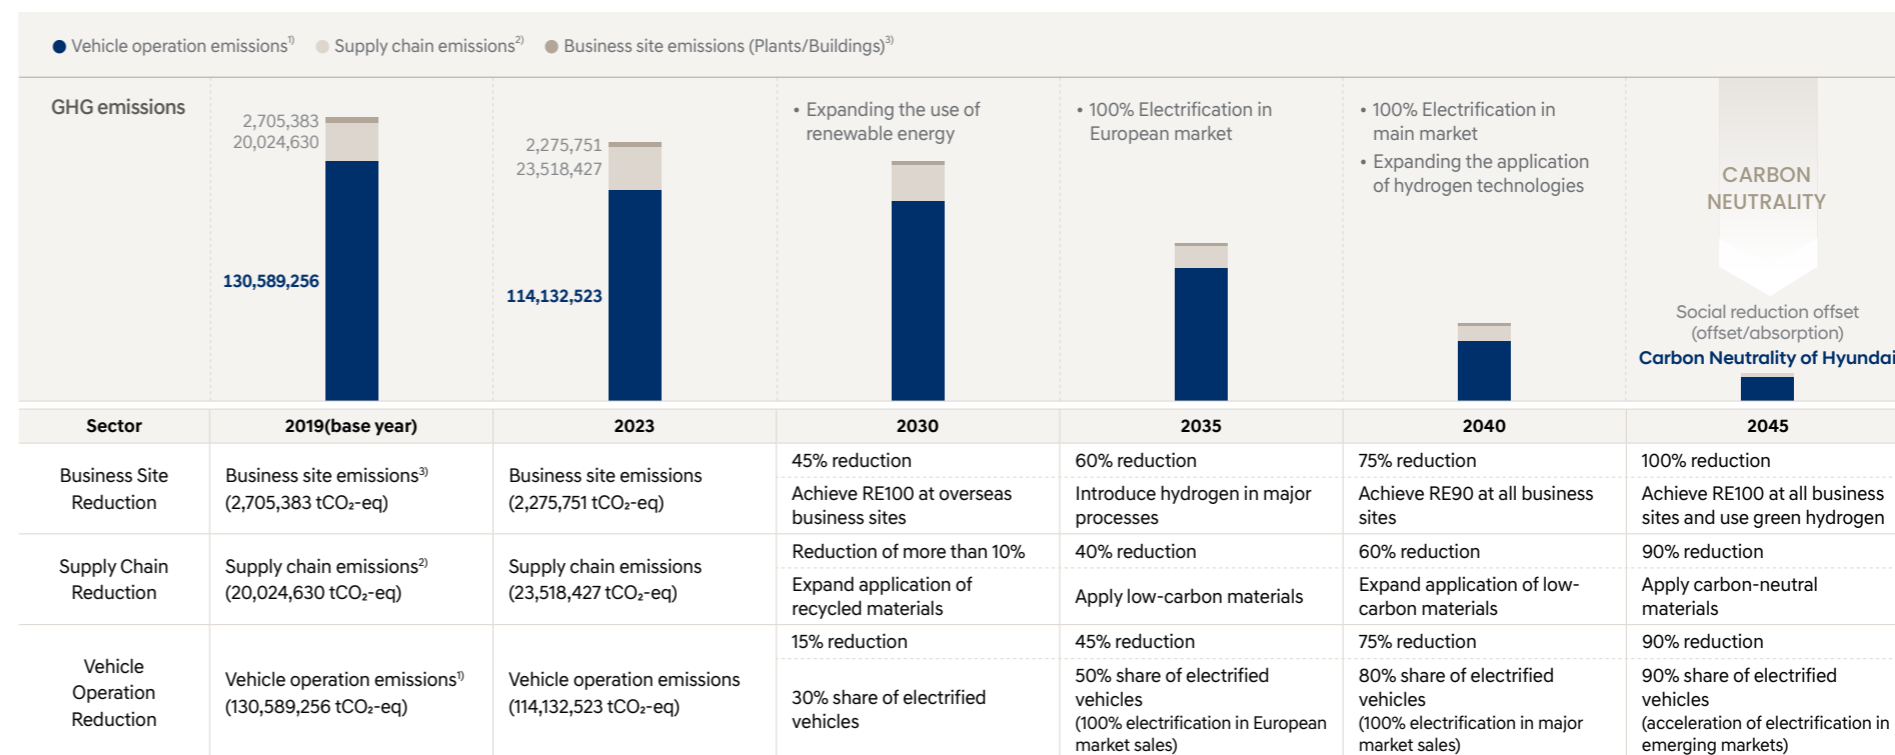 Vehicle operation emissions1) Supply chain emissions2) Business site emissions (Plants/Buildings)3)
GHG emissions
2,705,383
20,024,630
130,589,256
2,275,751
23,518,427
114,132,523
• Expanding the use of
renewable energy
• 100% Electrification in
European market
• 100% Electrification in
main market
• Expanding the application
of hydrogen technologies
CARBON
NEUTRALITY
Social reduction offset
(offset/absorption)
Carbon Neutrality of Hyundai
Sector 2019(base year) 2023 2030 2035 2040 2045
Business Site
Reduction
Business site emissions3)
(2,705,383 tCO₂-eq)
Business site emissions
(2,275,751 tCO₂-eq)
45% reduction
Achieve RE100 at overseas
business sites
60% reduction
Introduce hydrogen in major
processes
75% reduction
Achieve RE90 at all business
sites
100% reduction
Achieve RE100 at all business
sites and use green hydrogen
Supply Chain
Reduction
Supply chain emissions2)
(20,024,630 tCO₂-eq)
Supply chain emissions
(23,518,427 tCO₂-eq)
Reduction of more than 10%
Expand application of
recycled materials
40% reduction
Apply low-carbon materials
60% reduction
Expand application of low-
carbon materials
90% reduction
Apply carbon-neutral
materials
Vehicle
Operation
Reduction
Vehicle operation emissions1)
(130,589,256 tCO₂-eq)
Vehicle operation emissions
(114,132,523 tCO₂-eq)
15% reduction
30% share of electrified
vehicles
45% reduction
50% share of electrified
vehicles
(100% electrification in European
market sales)
75% reduction
80% share of electrified
vehicles
(100% electrification in major
market sales)
90% reduction
90% share of electrified
vehicles
(acceleration of electrification in
emerging markets)